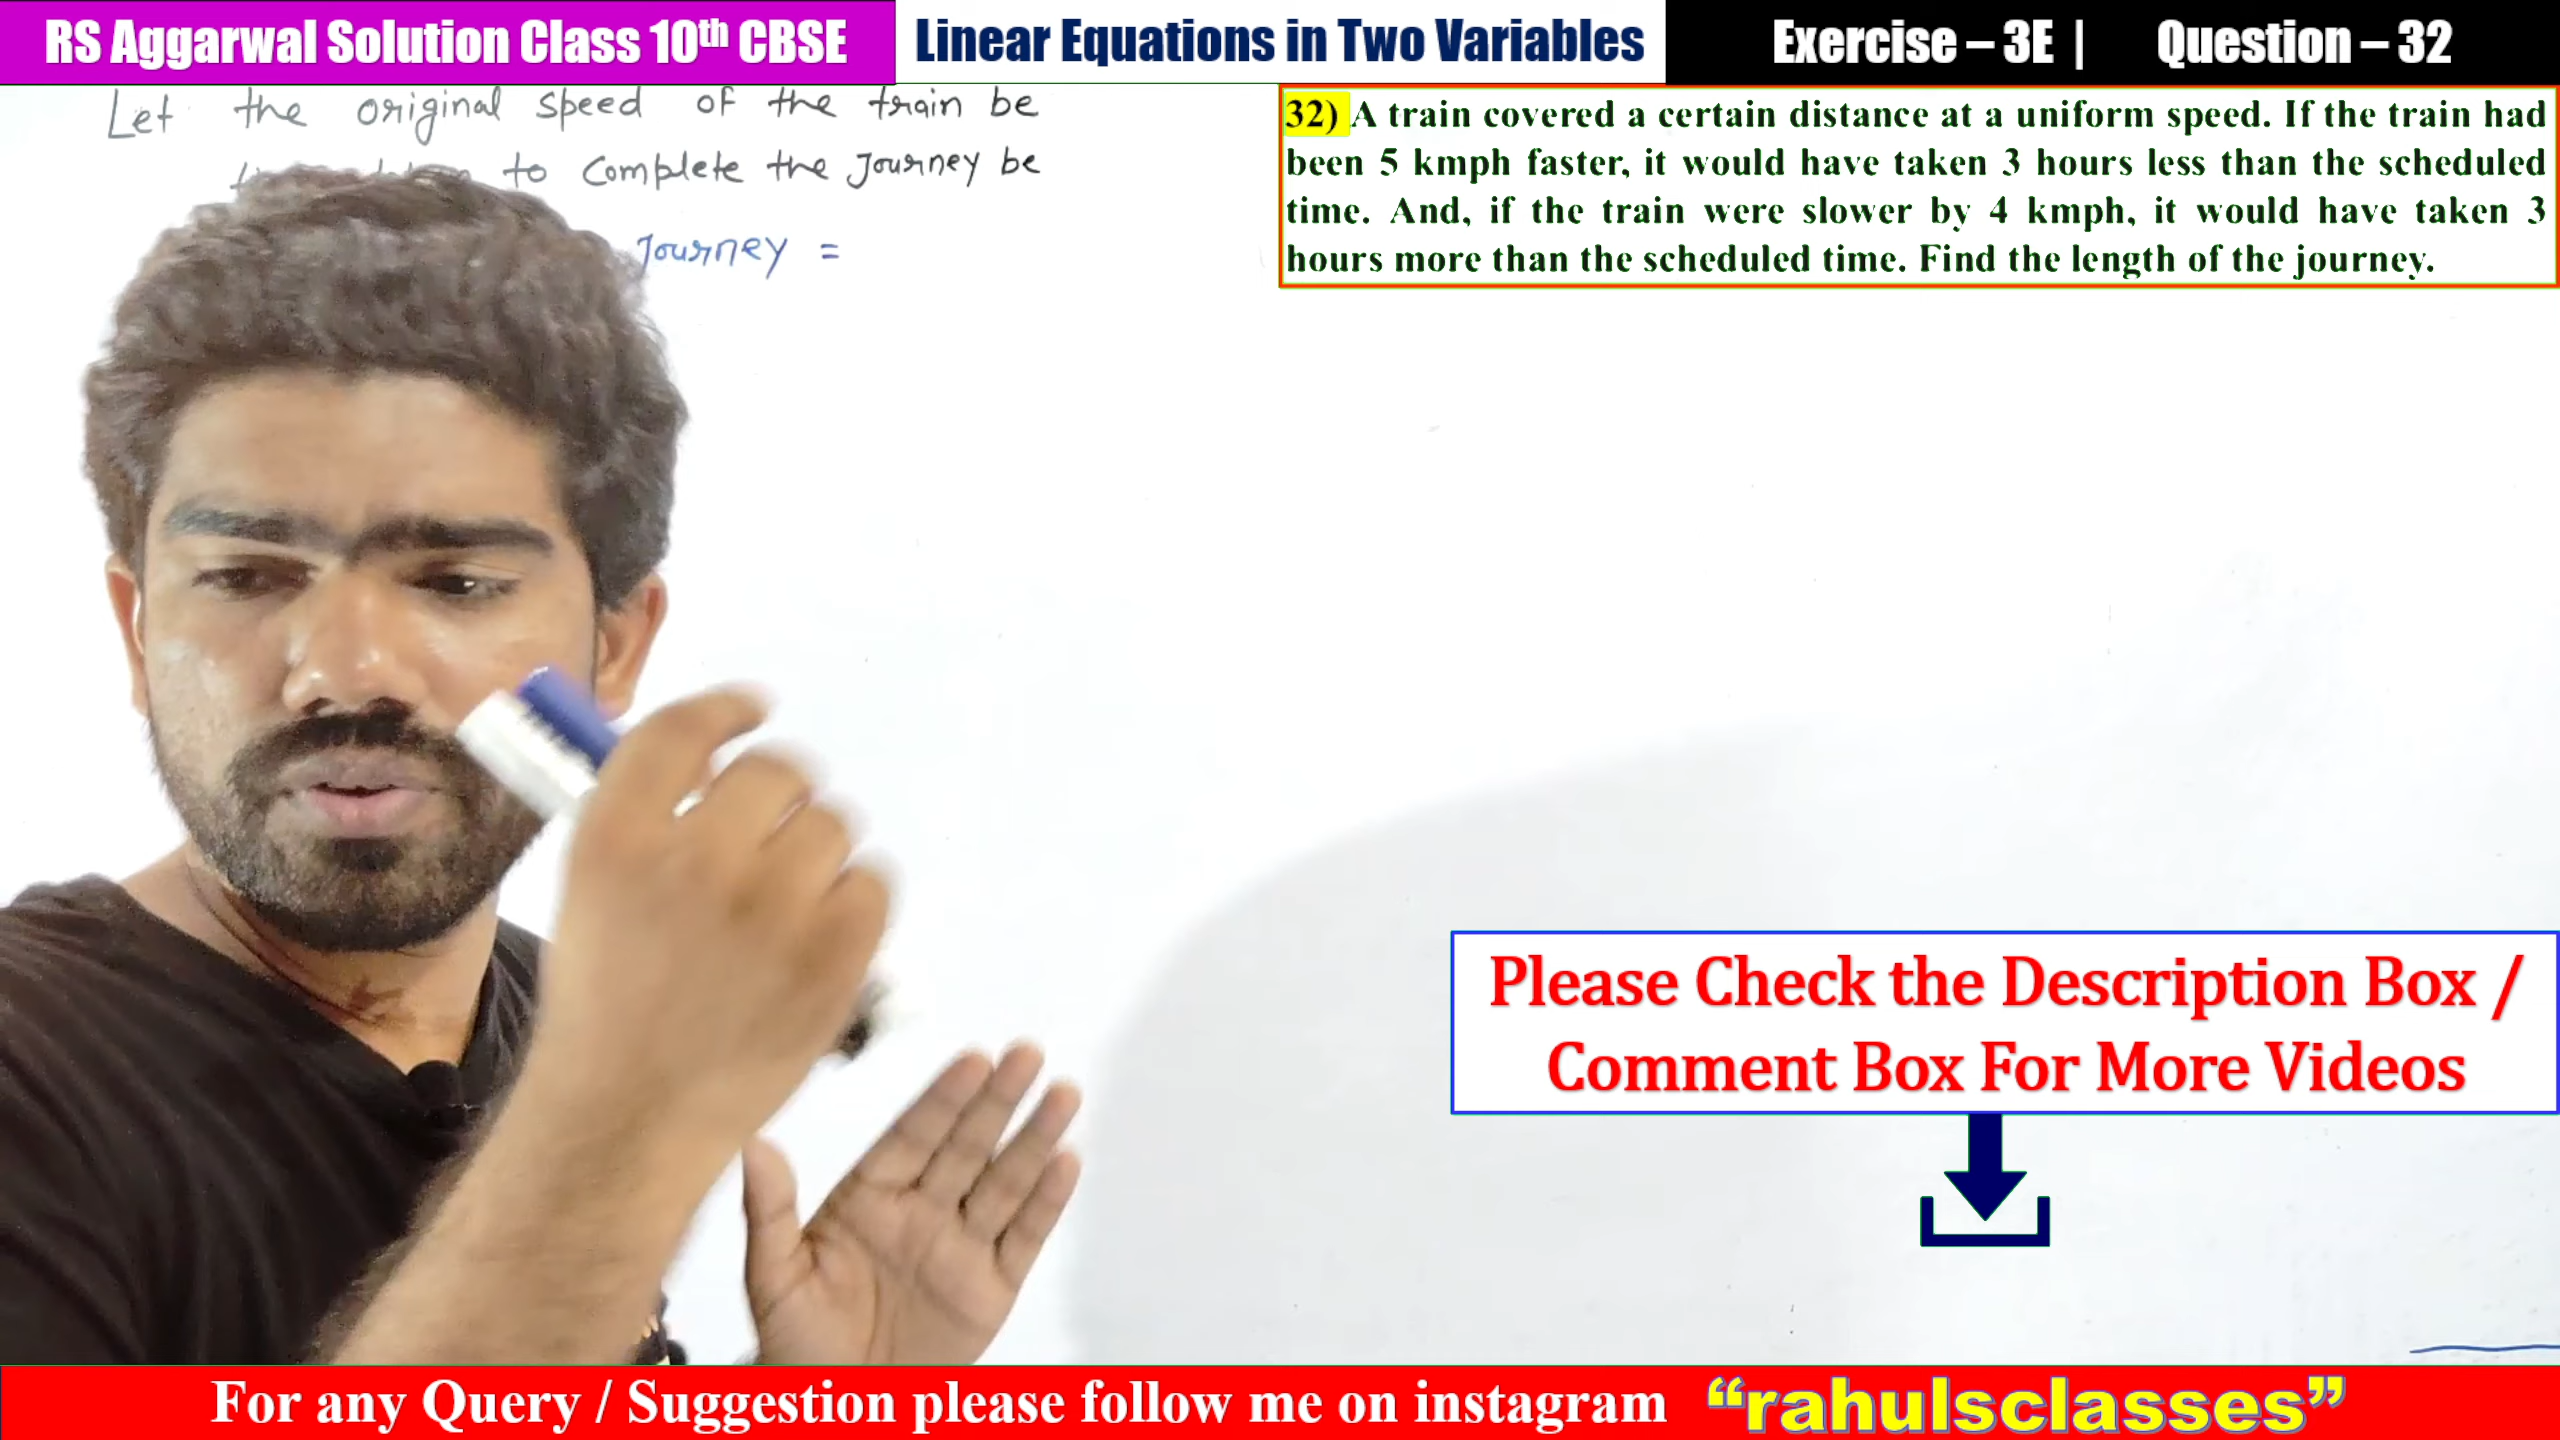 RS Aggarwal Solution Class 10th CBSE
Linear Equations in Two Variables
Exercise – 3E | Question – 32
Let the original speed of the train be
to complete the Journey be
Journey =
32) A train covered a certain distance at a uniform speed. If the train had
been 5 kmph faster, it would have taken 3 hours less than the scheduled
time. And, if the train were slower by 4 kmph, it would have taken 3
hours more than the scheduled time. Find the length of the journey.
Please Check the Description Box /
Comment Box For More Videos
For any Query / Suggestion please follow me on instagram “rahulsclasses”